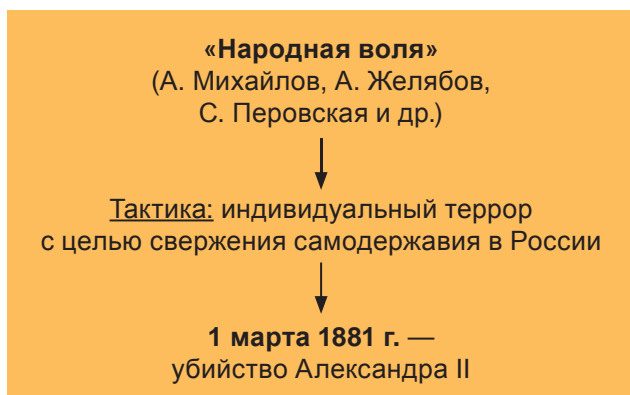 «Народная воля»
(А. Михайлов, А. Желябов,
С. Перовская и др.)
Тактика: индивидуальный террор
с целью свержения самодержавия в России
1 марта 1881 г. —
убийство Александра II